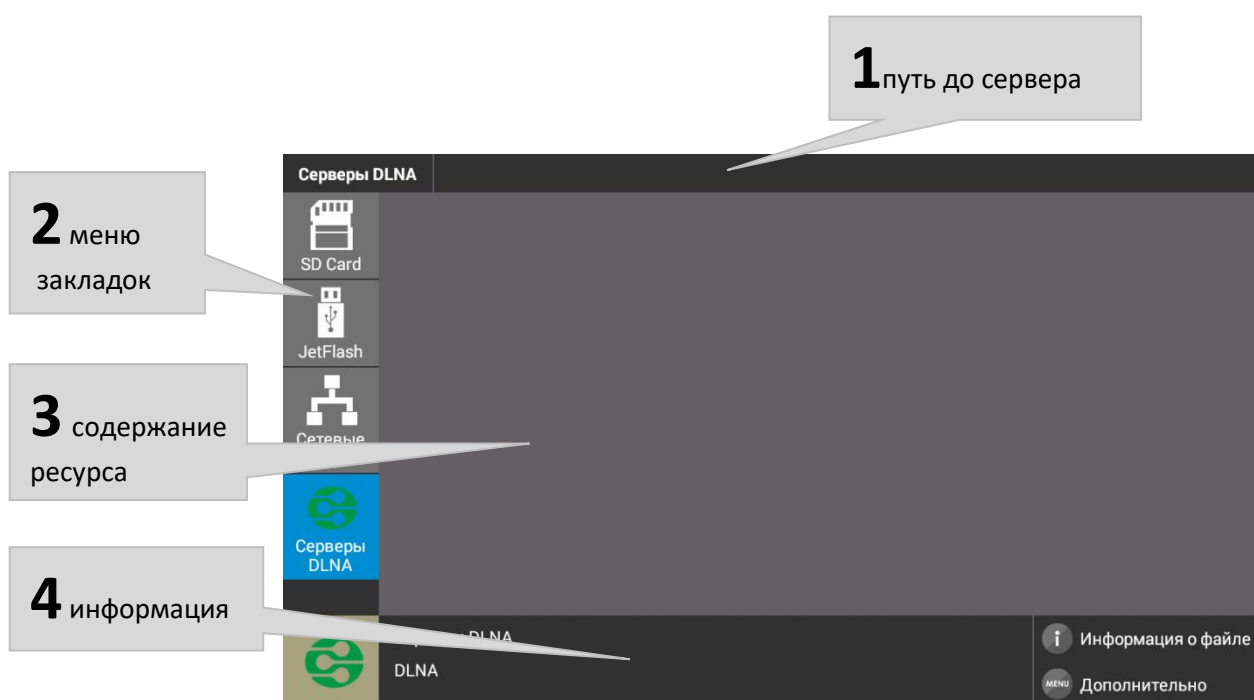 1путь до сервера
Серверы DLNA
2 меню
закладок
SD Card
JetFlash
3 содержание
ресурса
Сетевые
Серверы
DLNA
4 информация
DLNA
DLNA
i Информация о файле
MENU Дополнительно